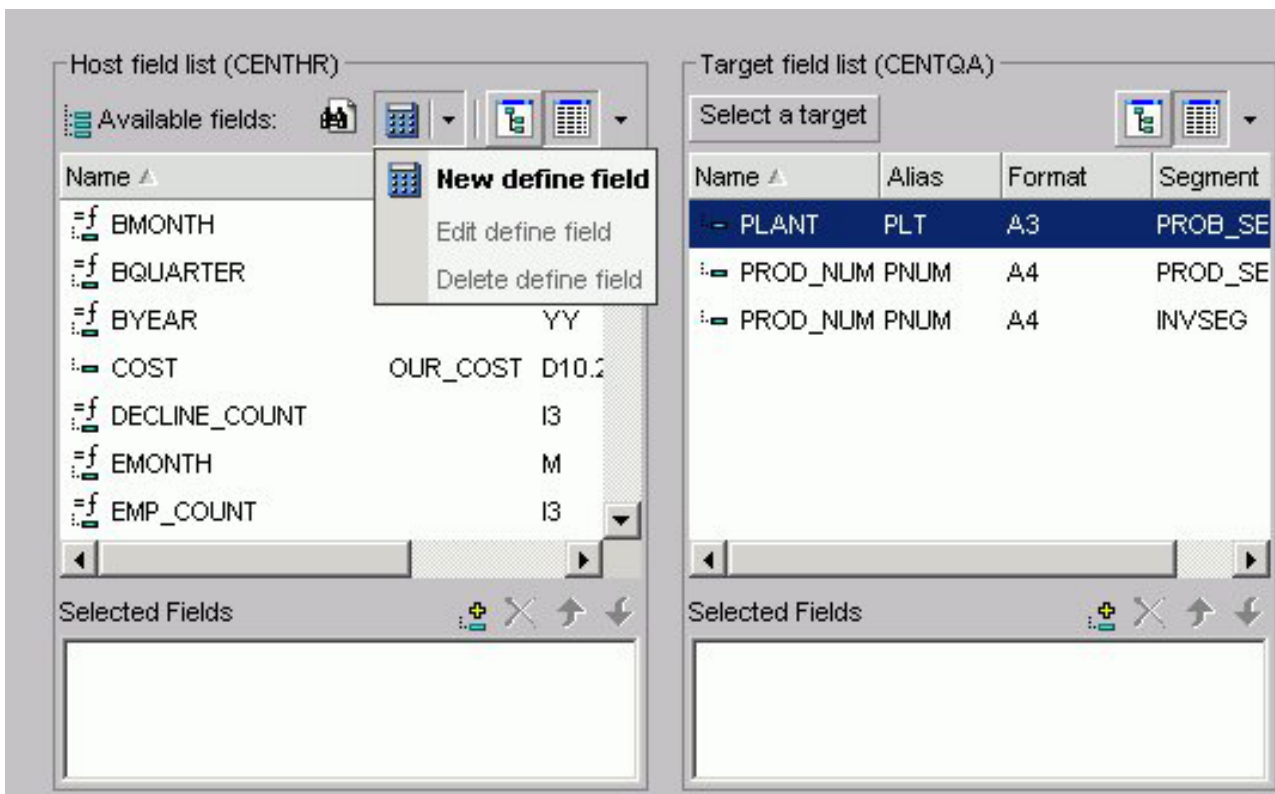 Host field list (CENTHR)
Available fields:
Name
New define field
Edit define field
Delete define field
BMONTH
BQUARTER
BYEAR YY
COST OUR_COST D10.2
DECLINE_COUNT I3
EMONTH M
EMP_COUNT I3
Selected Fields
Target field list (CENTQA)
Select a target
Name Alias Format Segment
PLANT PLT A3 PROB_SE
PROD_NUM PNUM A4 PROD_SE
PROD_NUM PNUM A4 INVSEG
Selected Fields